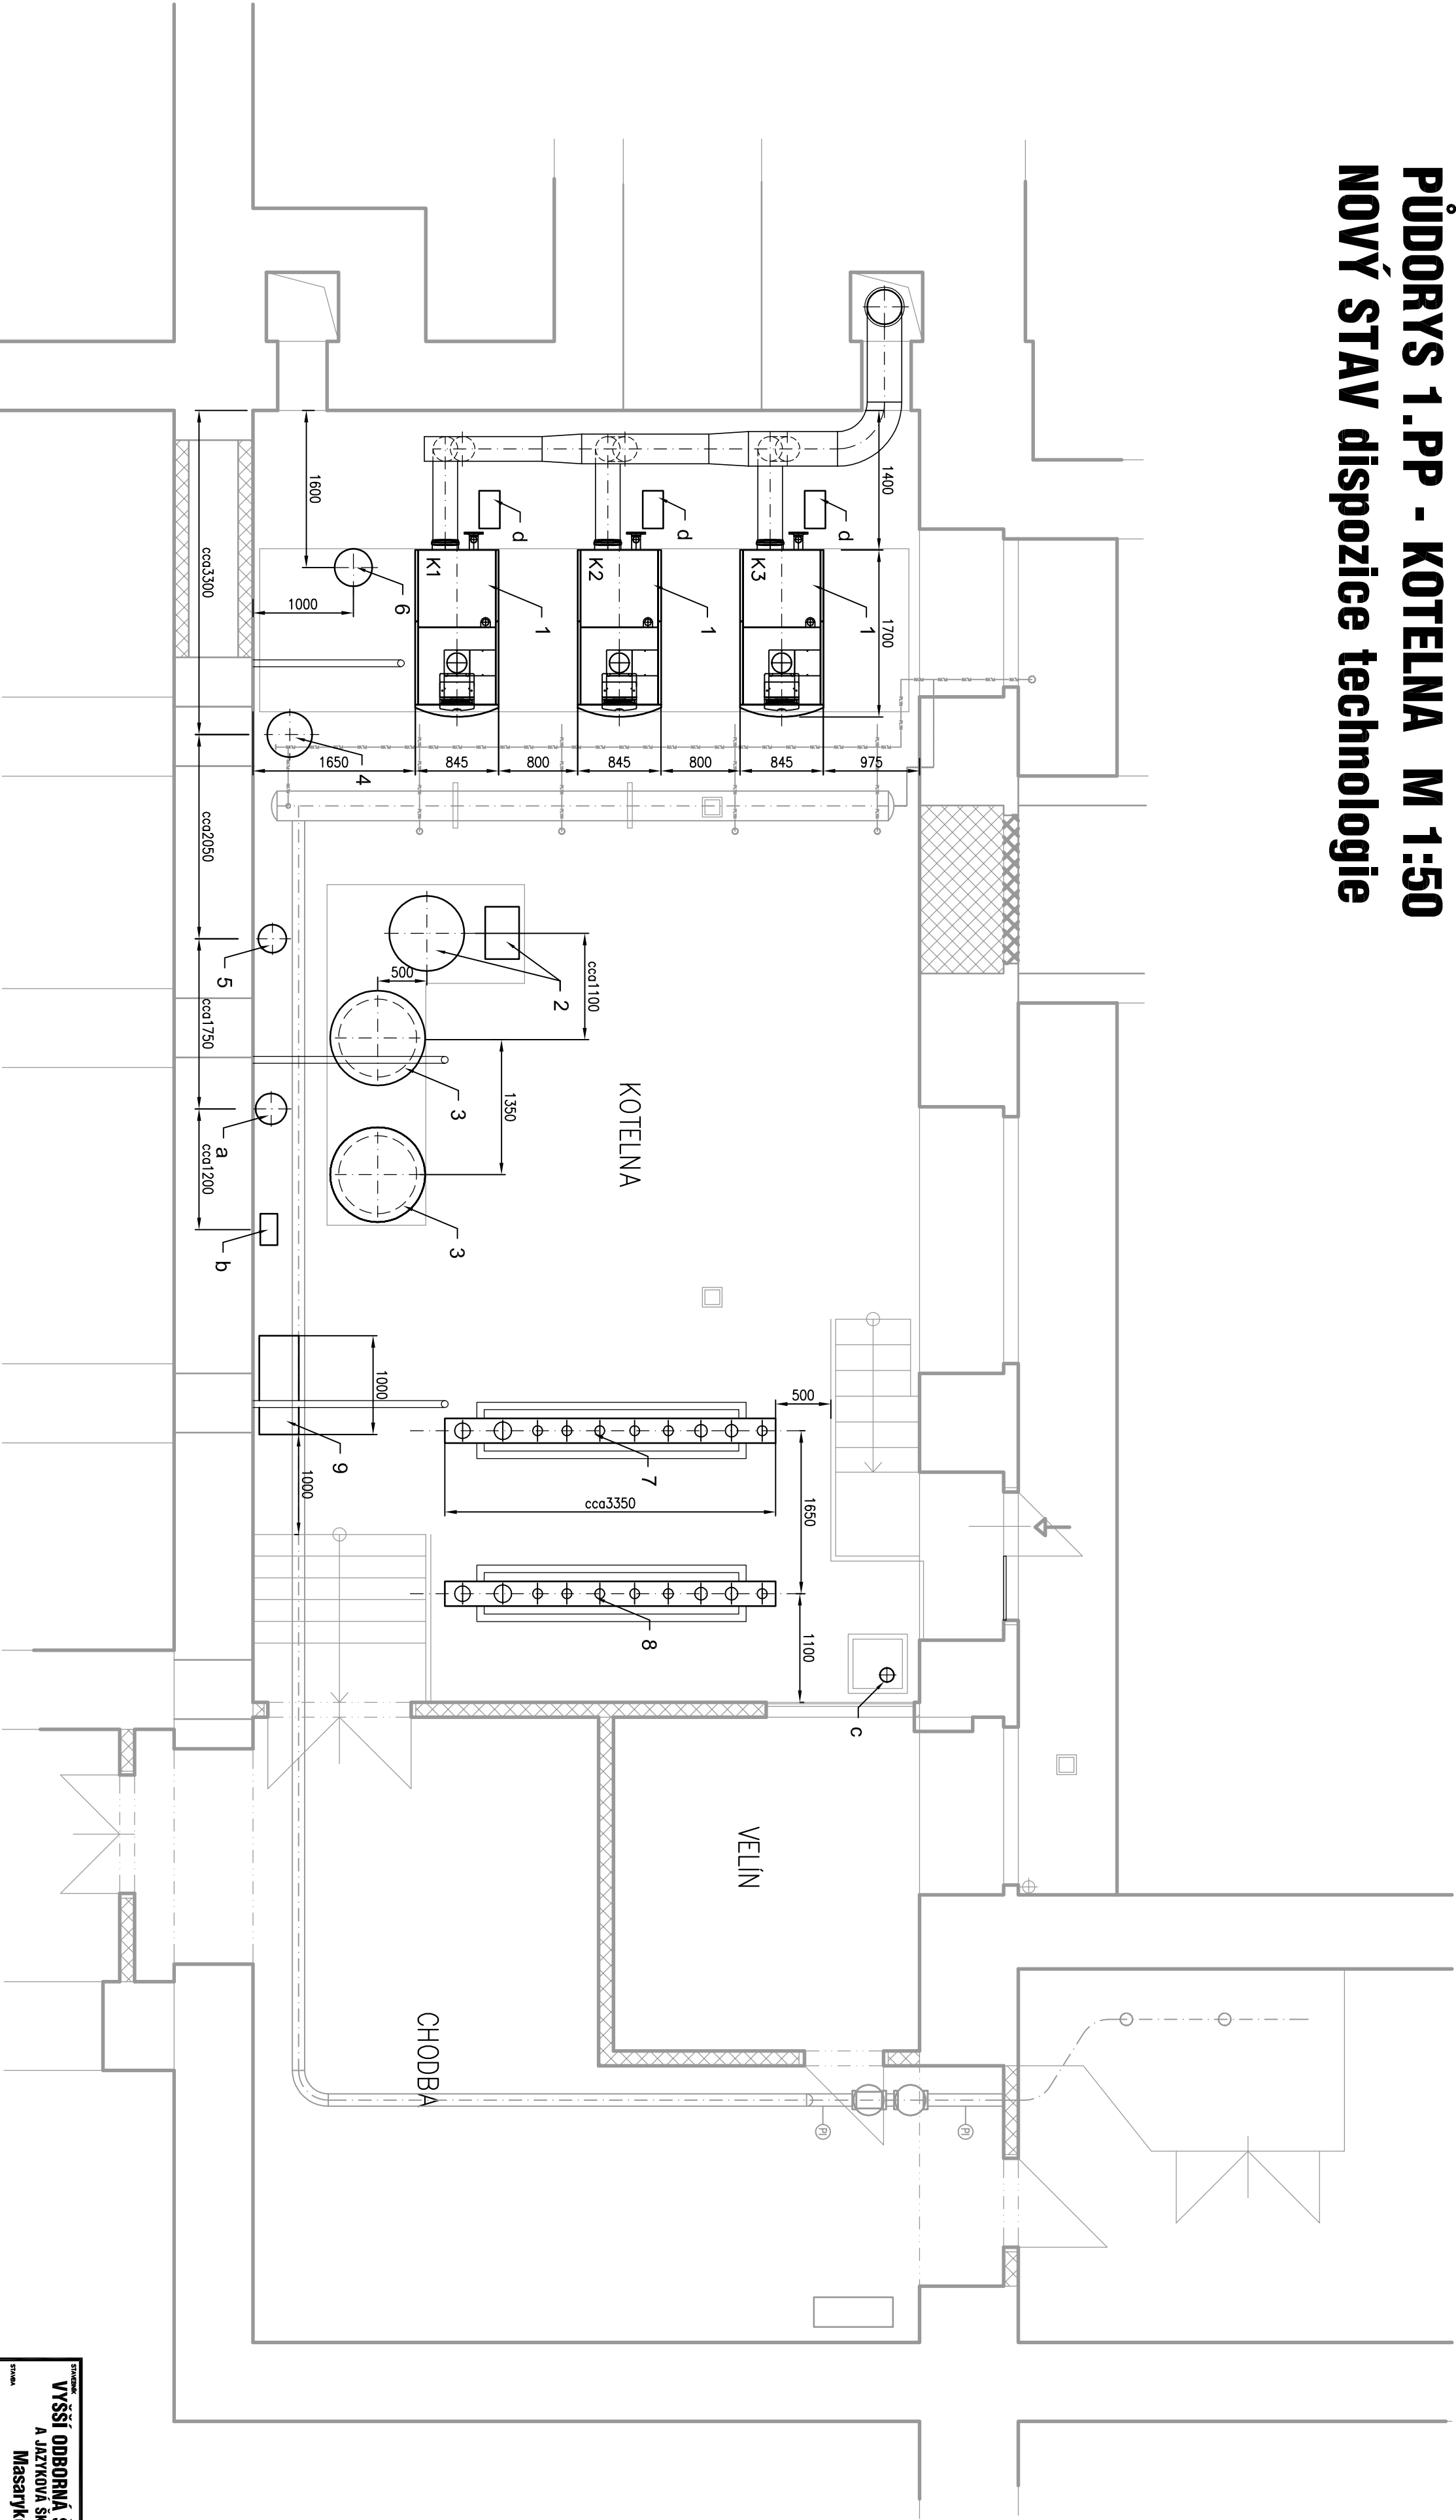 PŮDORYS 1.PP - KOTELNA M 1:50
NOVÝ STAV dispozice technologie
1400
1700
K3
1
d
975
845
800
K2
1
d
845
800
K1
1
d
845
1650
1600
1000
6
4
cca3300
cca2050
cca1750
cca1200
5
a
b
2
500
cca1100
3
1350
3
KOTELNA
500
1650
1100
7
cca3350
8
c
1000
9
1000
VELÍN
CHODBA
PI
PI
STAVEBNÍK
VYŠŠÍ ODBORNÁ
A JAZYKOVÁ
STAVBA